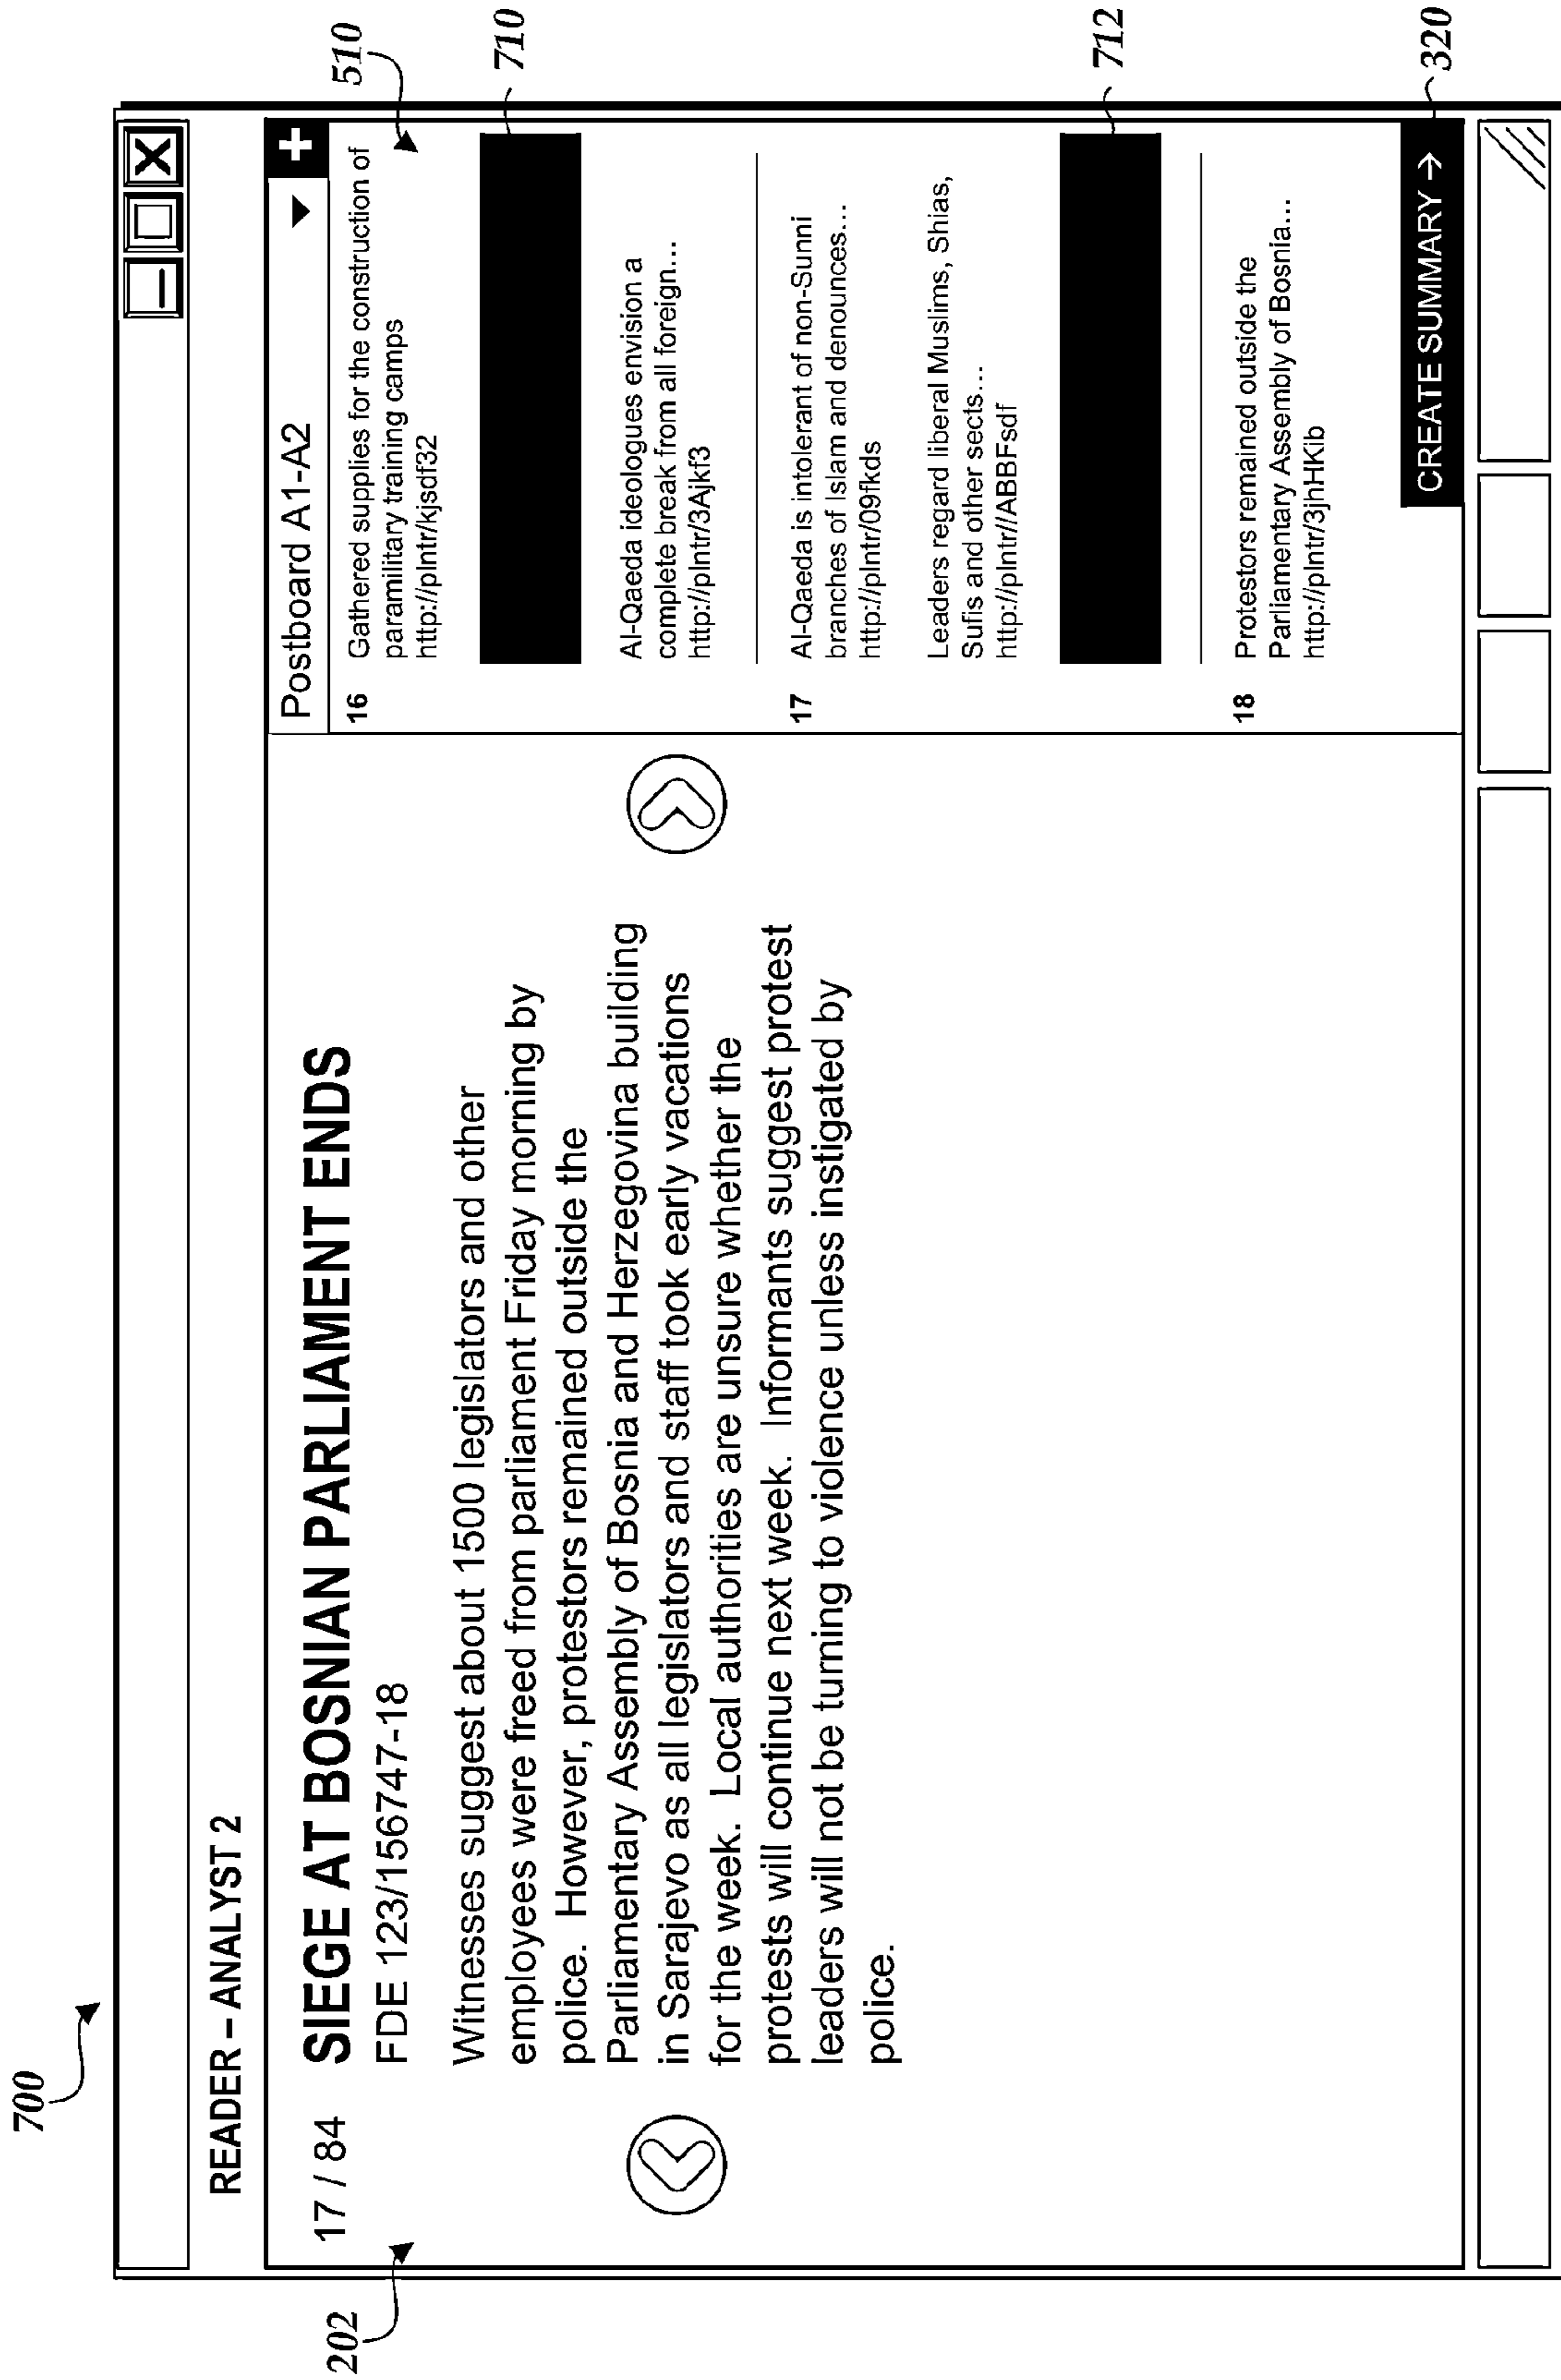 700
READER – ANALYST 2
202
17 / 84
SIEGE AT BOSNIAN PARLIAMENT ENDS
FDE 123/156747-18
Witnesses suggest about 1500 legislators and other
employees were freed from parliament Friday morning by
police.  However, protestors remained outside the
Parliamentary Assembly of Bosnia and Herzegovina building
in Sarajevo as all legislators and staff took early vacations
for the week.  Local authorities are unsure whether the
protests will continue next week.  Informants suggest protest
leaders will not be turning to violence unless instigated by
police.
Postboard A1-A2
510
16
Gathered supplies for the construction of
paramilitary training camps
http://plntr/kjsdf32
710
Al-Qaeda ideologues envision a
complete break from all foreign...
http://plntr/3Ajkf3
17
Al-Qaeda is intolerant of non-Sunni
branches of Islam and denounces...
http://plntr/09fkds
Leaders regard liberal Muslims, Shias,
Sufis and other sects...
http://plntr//ABBFsdf
712
18
Protestors remained outside the
Parliamentary Assembly of Bosnia...
http://plntr/3jhHKib
CREATE SUMMARY →
320